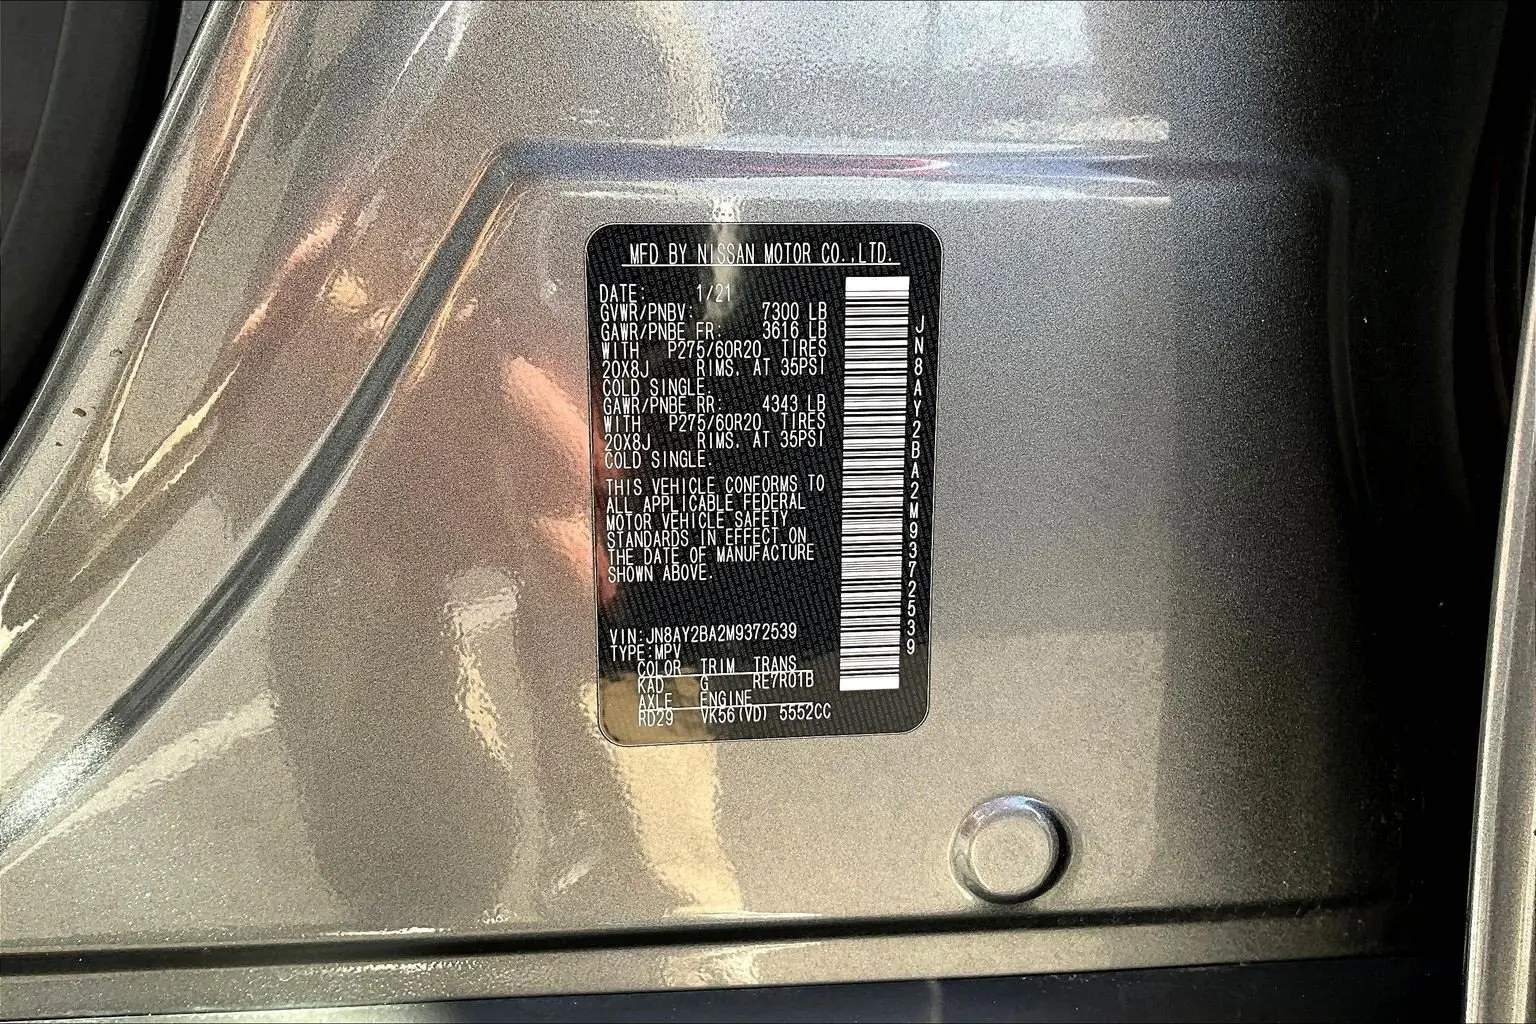 MFD BY NISSAN MOTOR CO.,LTD.
DATE: 1/21
GVWR/PNBV: 7300 LB
GAWR/PNBE FR: 3616 LB
WITH P275/60R20 TIRES
20X8J RIMS. AT 35PSI
COLD SINGLE.
GAWR/PNBE RR: 4343 LB
WITH P275/60R20 TIRES
20X8J RIMS. AT 35PSI
COLD SINGLE.
THIS VEHICLE CONFORMS TO
ALL APPLICABLE FEDERAL
MOTOR VEHICLE SAFETY
STANDARDS IN EFFECT ON
THE DATE OF MANUFACTURE
SHOWN ABOVE.
VIN:JN8AY2BA2M9372539
TYPE:MPV
COLOR TRIM TRANS
KAD G RE7R01B
AXLE ENGINE
RD29 VK56(VD) 5552CC
JN8AY2BA2M9372539